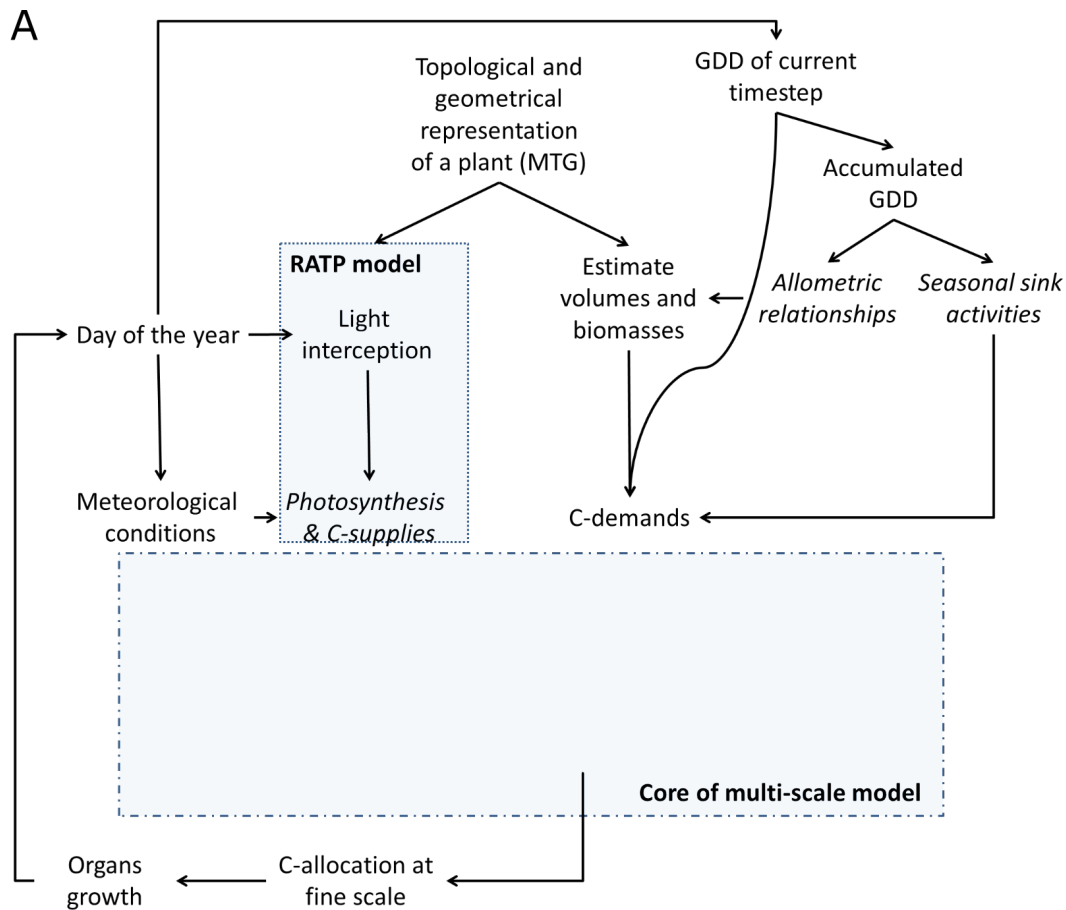 A
GDD of current
timestep
Topological and
geometrical
representation
of a plant (MTG)
Accumulated
GDD
RATP model
Estimate
volumes and
biomasses
Allometric
relationships
Seasonal sink
activities
Day of the year
Light
interception
Meteorological
conditions
Photosynthesis
& C-supplies
C-demands
Core of multi-scale model
Organs
growth
C-allocation at
fine scale